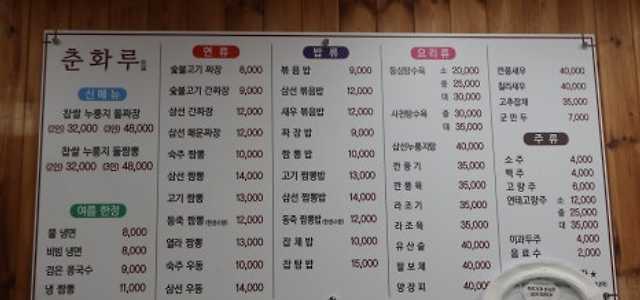 춘화루
신메뉴
찹쌀 누룽지 돌짜장
(2인) 32,000 (3인) 48,000
찹쌀 누룽지 돌짬뽕
(2인) 32,000 (3인) 48,000
여름 한정
물 냉면 8,000
비빔 냉면 8,000
검은 콩국수 9,000
냉 짬뽕 11,000
면류
숯불고기 짜장 8,000
숯불고기 간짜장 9,000
삼선 간짜장 12,000
삼선 해운짜장 12,000
숙주 짬뽕 10,000
삼선 짬뽕 14,000
고기 짬뽕 13,000
동죽 짬뽕 12,000
열라 짬뽕 10,000
숙주 우동 10,000
삼선 우동 14,000
밥류
볶음밥 9,000
삼선 볶음밥 12,000
새우 볶음밥 12,000
짜장밥 9,000
짬뽕밥 10,000
고기 짬뽕밥 13,000
삼선 짬뽕밥 14,000
동죽 짬뽕밥 12,000
잡채밥 10,000
잡탕밥 15,000
요리류
등심탕수육 소 20,000
중 25,000
대 30,000
사천탕수육 중 30,000
대 35,000
삼선누룽지탕 40,000
깐풍기 35,000
깐풍육 35,000
라조기 35,000
라조육 35,000
유산슬 40,000
팔보채 40,000
양장피 40,000
깐풍새우 40,000
칠리새우 40,000
고추잡채 35,000
군만두 7,000
주류
소주 4,000
맥주 4,000
고량주 6,000
연태고량주 소 12,000
중 25,000
대 35,000
이과두주 4,000
음료수 2,000